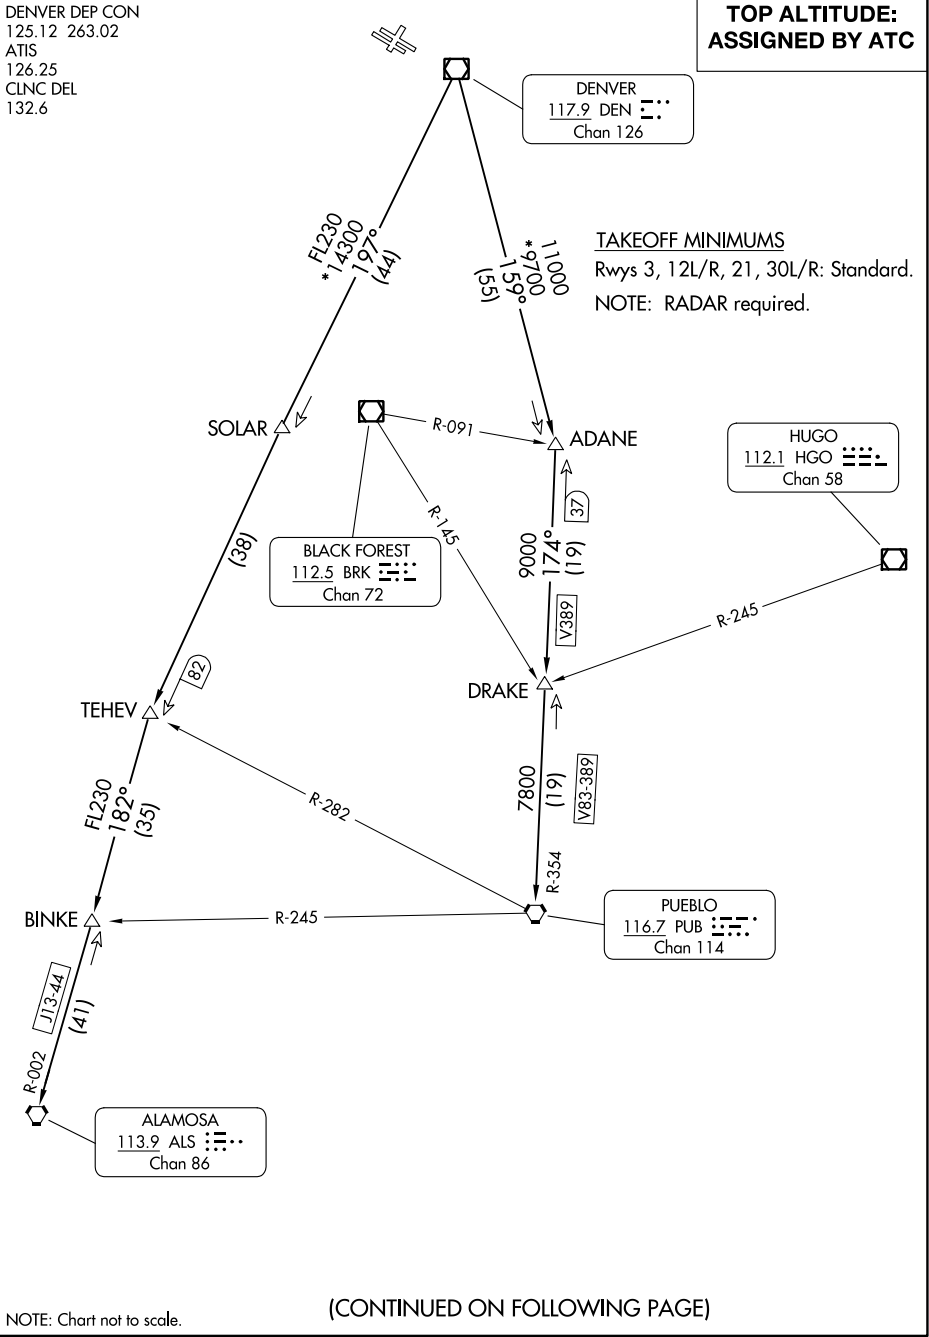 DENVER DEP CON
125.12 263.02
ATIS
126.25
CLNC DEL
132.6
TOP ALTITUDE:
ASSIGNED BY ATC
DENVER
117.9 DEN
Chan 126
FL230
*14300
197°
(44)
11000
*9700
159°
(55)
TAKEOFF MINIMUMS
Rwys 3, 12L/R, 21, 30L/R: Standard.
NOTE: RADAR required.
SOLAR
R-091
ADANE
HUGO
112.1 HGO
Chan 58
37
R-145
(38)
BLACK FOREST
112.5 BRK
Chan 72
9000
174°
(19)
V389
R-245
82
DRAKE
TEHEV
FL230
182°
(35)
R-282
7800
(19)
V83-389
R-354
BINKE
R-245
PUEBLO
116.7 PUB
Chan 114
J13-44
(41)
R-002
ALAMOSA
113.9 ALS
Chan 86
NOTE: Chart not to scale.
(CONTINUED ON FOLLOWING PAGE)